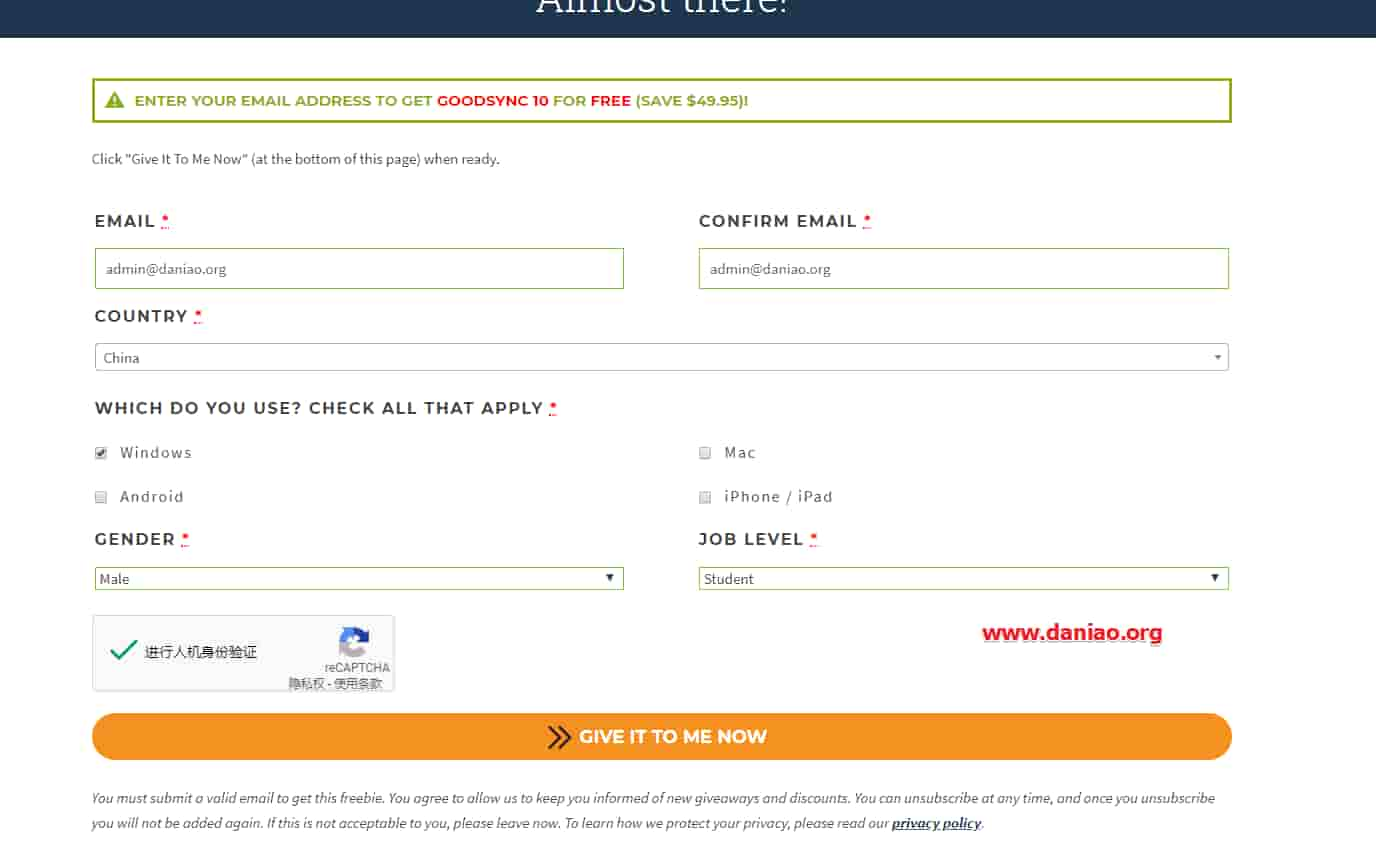 Almost there!
ENTER YOUR EMAIL ADDRESS TO GET GOODSYNC 10 FOR FREE (SAVE $49.95)!
Click "Give It To Me Now" (at the bottom of this page) when ready.
EMAIL * CONFIRM EMAIL *
admin@daniao.org admin@daniao.org
COUNTRY *
China
WHICH DO YOU USE? CHECK ALL THAT APPLY *
Windows Mac
Android iPhone / iPad
GENDER * JOB LEVEL *
Male Student
www.daniao.org
进行人机身份验证
reCAPTCHA
隐私权 - 使用条款
GIVE IT TO ME NOW
You must submit a valid email to get this freebie. You agree to allow us to keep you informed of new giveaways and discounts. You can unsubscribe at any time, and once you unsubscribe
you will not be added again. If this is not acceptable to you, please leave now. To learn how we protect your privacy, please read our privacy policy.